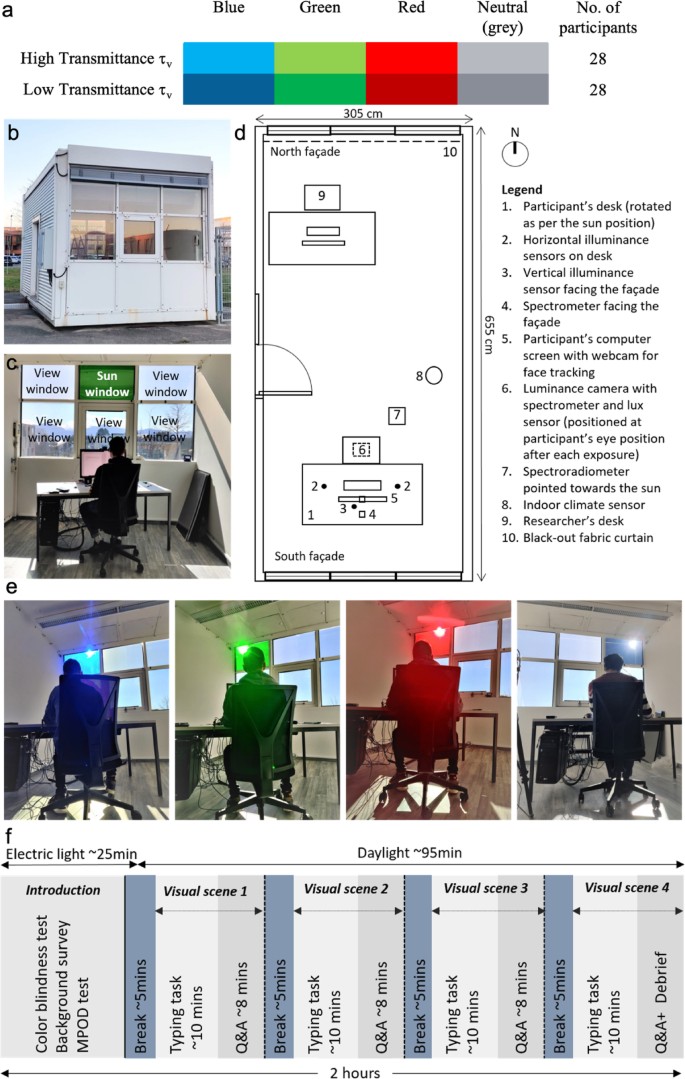 a
Blue
Green
Red
Neutral
(grey)
No. of
participants
High Transmittance τv
28
Low Transmittance τv
28
b
c
View
window
Sun
window
View
window
View
window
View
window
View
window
d
305 cm
North façade
10
9
8
7
6
2
2
5
3
1
4
South façade
655 cm
N
Legend
1. Participant's desk (rotated
as per the sun position)
2. Horizontal illuminance
sensors on desk
3. Vertical illuminance
sensor facing the façade
4. Spectrometer facing the
façade
5. Participant's computer
screen with webcam for
face tracking
6. Luminance camera with
spectrometer and lux
sensor (positioned at
participant's eye position
after each exposure)
7. Spectroradiometer
pointed towards the sun
8. Indoor climate sensor
9. Researcher's desk
10. Black-out fabric curtain
e
f
Electric light ~25min
Daylight ~95min
Introduction
Color blindness test
Background survey
MPOD test
Break ~5mins
Visual scene 1
Typing task
~10 mins
Q&A ~8 mins
Break ~5mins
Visual scene 2
Typing task
~10 mins
Q&A ~8 mins
Break ~5mins
Visual scene 3
Typing task
~10 mins
Q&A ~8 mins
Break ~5mins
Visual scene 4
Typing task
~10 mins
Q&A+ Debrief
2 hours